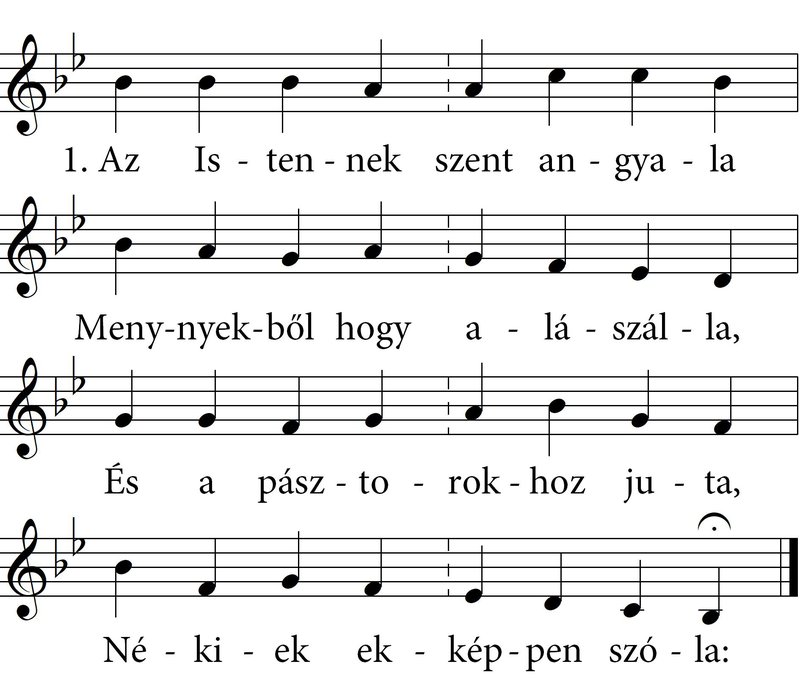 1. Az Is - ten - nek szent an - gya - la
Meny-nyek-ből hogy a - lá - szál - la,
És a pász - to - rok - hoz ju - ta,
Né - ki - ek ek - kép - pen szó - la: